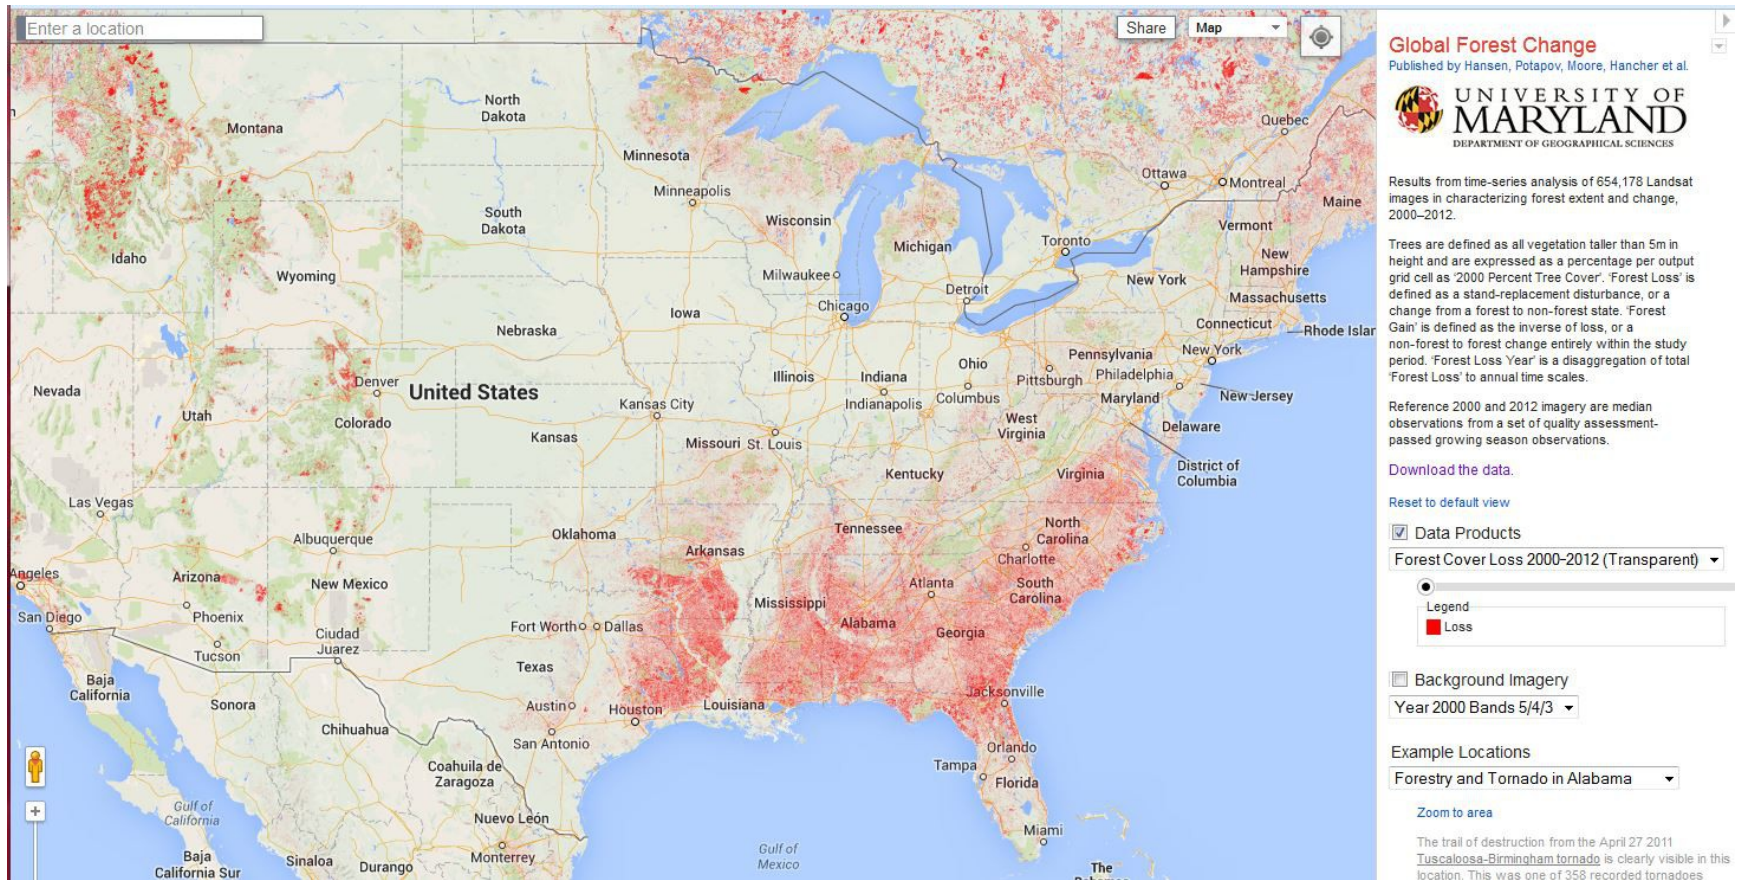 Enter a location
Share
Map
North
Dakota
Montana
Minnesota
Quebec
Ottawa
Montreal
Minneapolis
Maine
South
Dakota
Wisconsin
Vermont
Michigan
Toronto
Idaho
New
Hampshire
Wyoming
Milwaukee
New York
Detroit
Massachusetts
Chicago
Iowa
Connecticut
Rhode Islan
Nebraska
Pennsylvania
New York
Ohio
Nevada
Denver
United States
Illinois
Indiana
Pittsburgh
Philadelphia
Utah
Colorado
Kansas City
Indianapolis
Columbus
Maryland
New Jersey
Kansas
Missouri
St. Louis
West
Virginia
Delaware
Kentucky
Virginia
District of
Columbia
Las Vegas
Albuquerque
Oklahoma
Tennessee
North
Carolina
Arkansas
Charlotte
Angeles
Arizona
New Mexico
Atlanta
South
Carolina
San Diego
Phoenix
Mississippi
Ciudad
Juarez
Fort Worth
Dallas
Alabama
Georgia
Tucson
Texas
Baja
California
Sonora
Austin
Houston
Louisiana
Jacksonville
Chihuahua
San Antonio
Orlando
Coahuila de
Zaragoza
Tampa
Florida
Gulf of
California
Nuevo León
Miami
Gulf of
Mexico
Baja
California Sur
Sinaloa
Durango
Monterrey
The
Global Forest Change
Published by Hansen, Potapov, Moore, Hancher et al.
UNIVERSITY OF
MARYLAND
DEPARTMENT OF GEOGRAPHICAL SCIENCES
Results from time-series analysis of 654,178 Landsat
images in characterizing forest extent and change,
2000–2012.
Trees are defined as all vegetation taller than 5m in
height and are expressed as a percentage per output
grid cell as ‘2000 Percent Tree Cover’. ‘Forest Loss’ is
defined as a stand-replacement disturbance, or a
change from a forest to non-forest state. ‘Forest
Gain’ is defined as the inverse of loss, or a
non-forest to forest change entirely within the study
period. ‘Forest Loss Year’ is a disaggregation of total
‘Forest Loss’ to annual time scales.
Reference 2000 and 2012 imagery are median
observations from a set of quality assessment-
passed growing season observations.
Download the data.
Reset to default view
Data Products
Forest Cover Loss 2000–2012 (Transparent)
Legend
Loss
Background Imagery
Year 2000 Bands 5/4/3
Example Locations
Forestry and Tornado in Alabama
Zoom to area
The trail of destruction from the April 27 2011
Tuscaloosa-Birmingham tornado is clearly visible in this
location. This was one of 358 recorded tornadoes